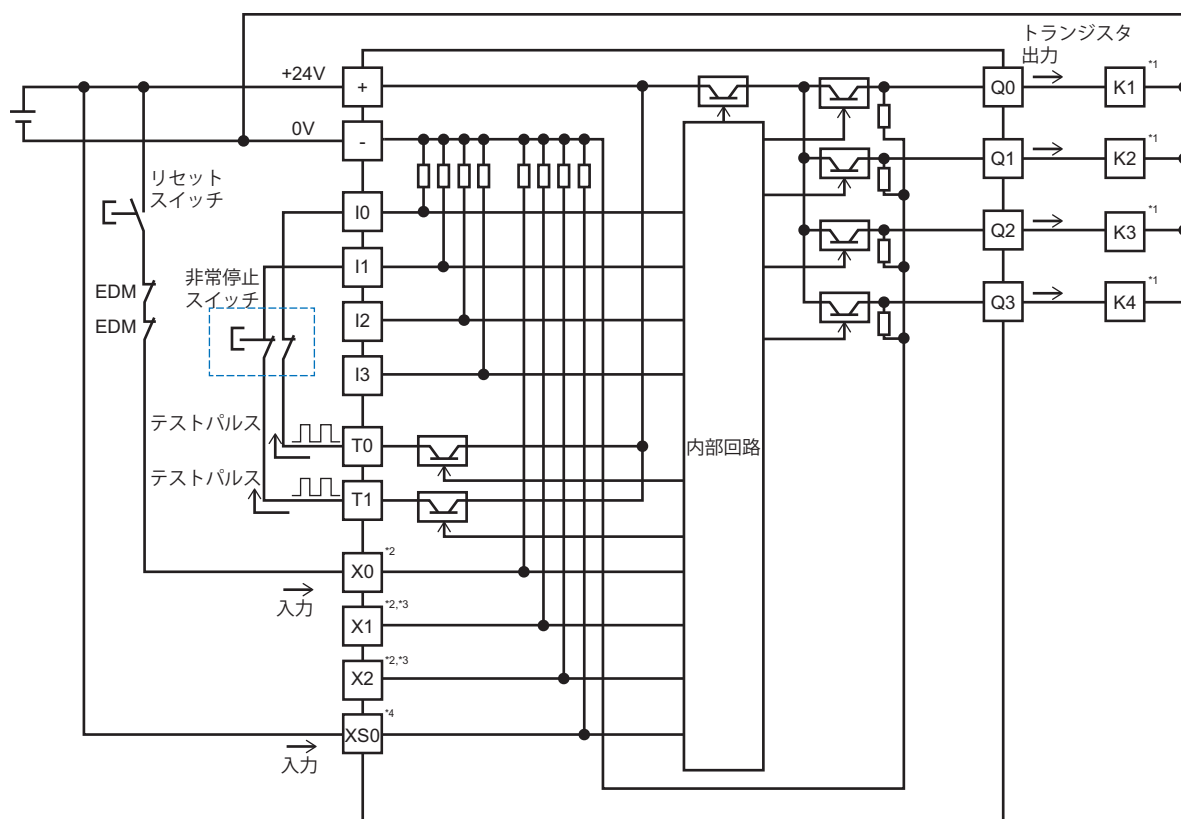 トランジスタ
出力
+24V
+
Q0
K1
*1
0V
-
Q1
K2
*1
リセット
スイッチ
I0
Q2
K3
*1
I1
非常停止
スイッチ
EDM
EDM
I2
Q3
K4
*1
I3
テストパルス
T0
内部回路
テストパルス
T1
X0
*2
入力
X1
*2,*3
X2
*2,*3
XS0
*4
入力